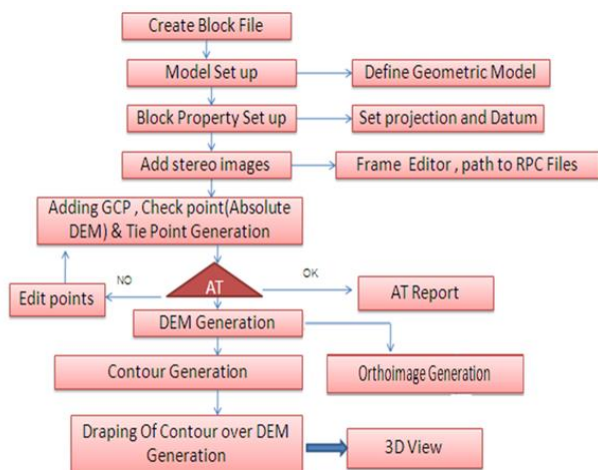 Create Block File
Model Set up
Define Geometric Model
Block Property Set up
Set projection and Datum
Add stereo images
Frame Editor , path to RPC Files
Adding GCP , Check point(Absolute
DEM) & Tie Point Generation
NO
OK
Edit points
AT
AT Report
DEM Generation
Contour Generation
Orthoimage Generation
Draping Of Contour over DEM
Generation
3D View